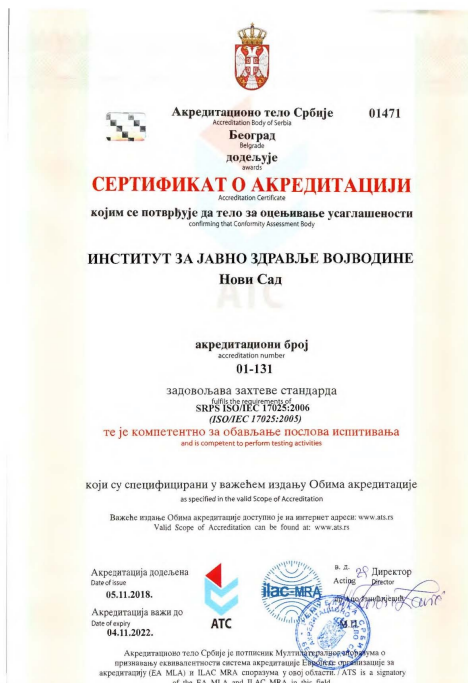 Акредитационо тело Србије 01471
Accreditation Body of Serbia
Београд
Belgrade
додељује
awards
СЕРТИФИКАТ О АКРЕДИТАЦИЈИ
Accreditation Certificate
којим се потврђује да тело за оцењивање усаглашености
confirming that Conformity Assessment Body
ИНСТИТУТ ЗА ЈАВНО ЗДРАВЉЕ ВОЈВОДИНЕ
Нови Сад
АТС
акредитациони број
accreditation number
01-131
задовољава захтеве стандарда
fulfils the requirements of
SRPS ISO/IEC 17025:2006
(ISO/IEC 17025:2005)
те је компетентно за обављање послова испитивања
and is competent to perform testing activities
који су специфицирани у важећем издању Обима акредитације
as specified in the valid Scope of Accreditation
Важеће издање Обима акредитације доступно је на интернет адреси: www.ats.rs
Valid Scope of Accreditation can be found at: www.ats.rs
Акредитација додељена
Date of issue
05.11.2018.
Акредитација важи до
Date of expiry
04.11.2022.
АТС
ilac-MRA
в. д. Директор
Acting Director
М.П.
Акредитационо тело Србије је потписник Мултилатералног споразума о
признавању еквивалентности система акредитације Европске организације за
акредитацију (EA MLA) и ILAC MRA споразума у овој области. / ATS is a signatory
of the EA MLA and ILAC MRA in this field.